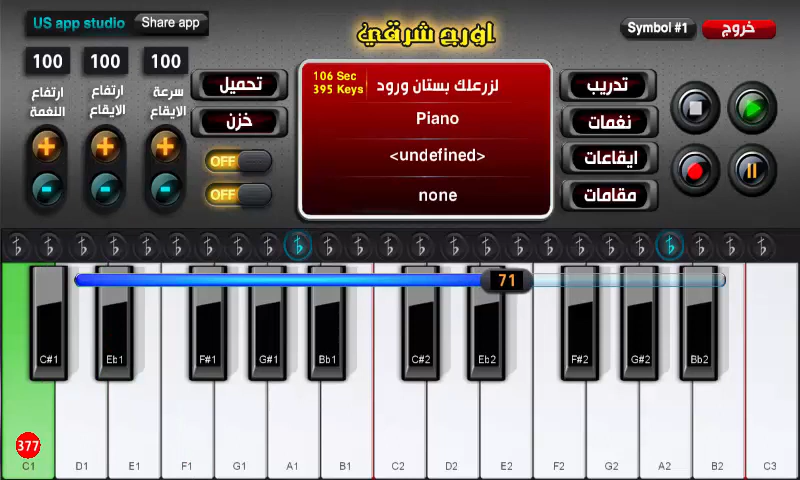 US app studio
Share app
اورج شرقي
Symbol #1
خروج
100
100
100
ارتفاع النغمة
ارتفاع الايقاع
سرعة الايقاع
تحميل
خزن
OFF
OFF
106 Sec
395 Keys
لزرعلك بستان ورود
Piano
<undefined>
none
تدريب
نغمات
ايقاعات
مقامات
71
C#1 Eb1 F#1 G#1 Bb1 C#2 Eb2 F#2 G#2 Bb2
377
C1 D1 E1 F1 G1 A1 B1 C2 D2 E2 F2 G2 A2 B2 C3